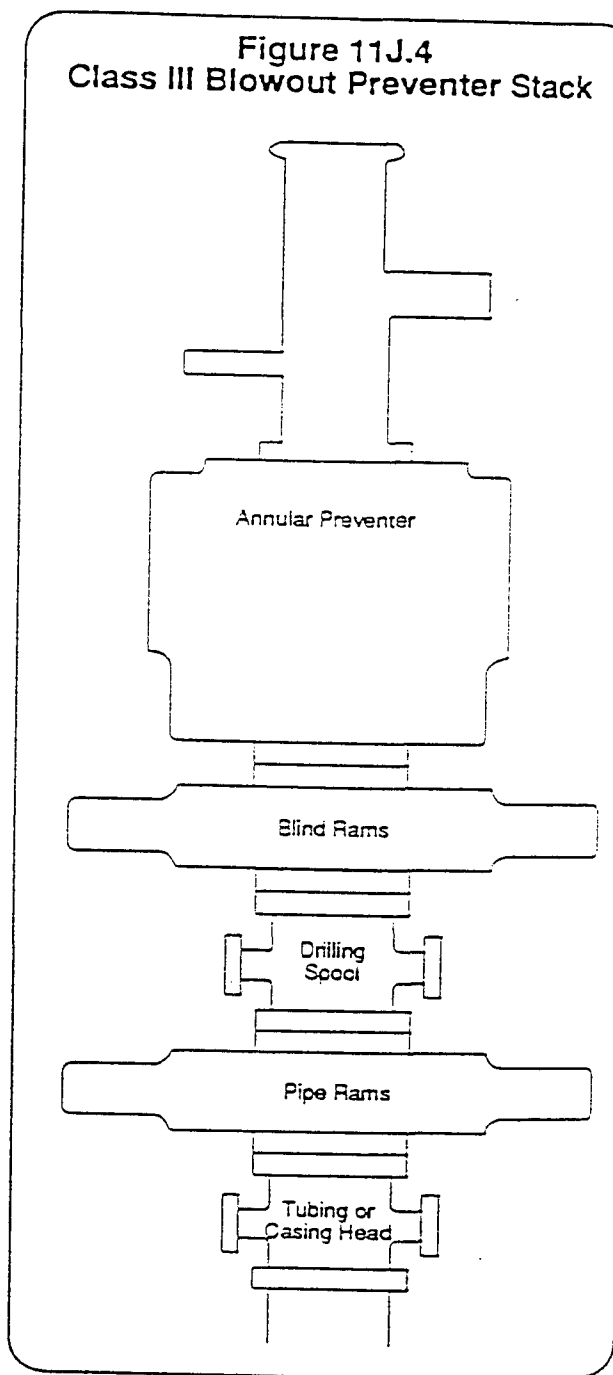 Figure 11J.4
Class III Blowout Preventer Stack
Annular Preventer
Blind Rams
Drilling
Spool
Pipe Rams
Tubing or
Casing Head